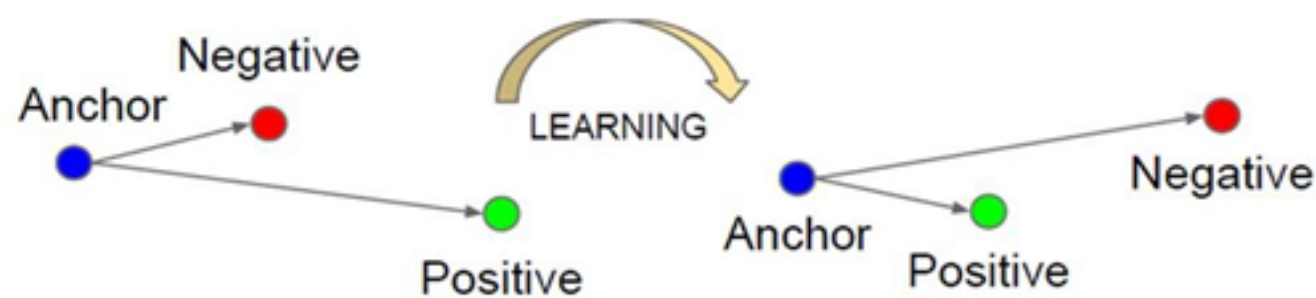 Negative
Anchor
Positive
LEARNING
Negative
Anchor
Positive